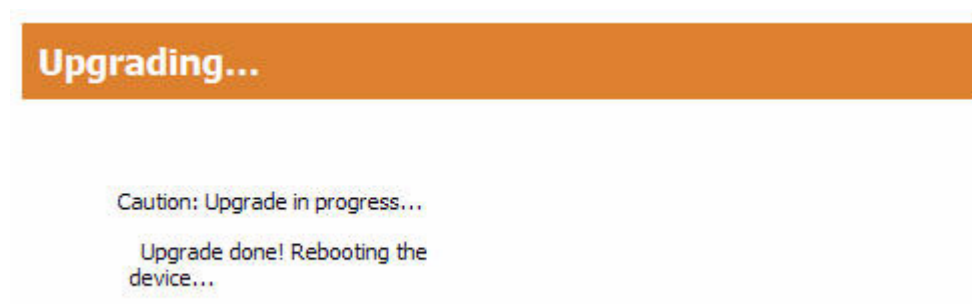 Upgrading...
Caution: Upgrade in progress...
Upgrade done! Rebooting the
device...